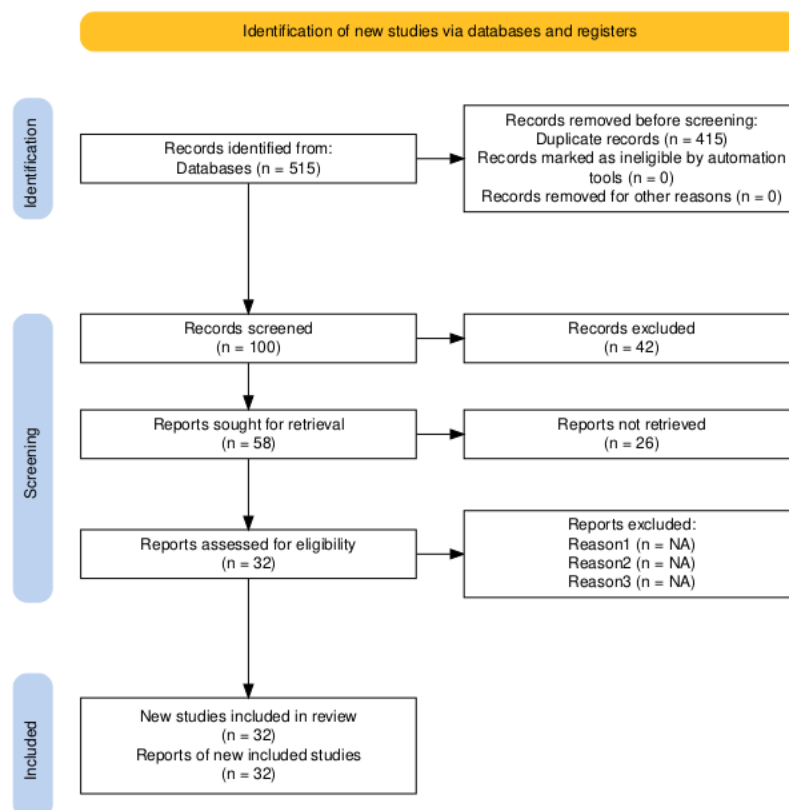 Identification of new studies via databases and registers
Identification
Records identified from:
Databases (n = 515)
Records removed before screening:
Duplicate records (n = 415)
Records marked as ineligible by automation
tools (n = 0)
Records removed for other reasons (n = 0)
Screening
Records screened
(n = 100)
Records excluded
(n = 42)
Reports sought for retrieval
(n = 58)
Reports not retrieved
(n = 26)
Reports assessed for eligibility
(n = 32)
Reports excluded:
Reason1 (n = NA)
Reason2 (n = NA)
Reason3 (n = NA)
Included
New studies included in review
(n = 32)
Reports of new included studies
(n = 32)